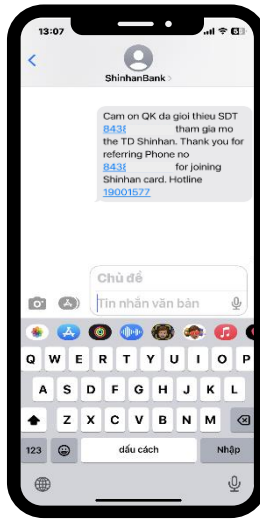 13:07
ShinhanBank
Cam on QK da gioi thieu SDT
8438 tham gia mo
the TD Shinhan. Thank you for
referring Phone no
8438 for joining
Shinhan card. Hotline
19001577
Chủ đề
Tin nhắn văn bản
Q W E R T Y U I O P
A S D F G H J K L
Z X C V B N M
123 dấu cách Nhập